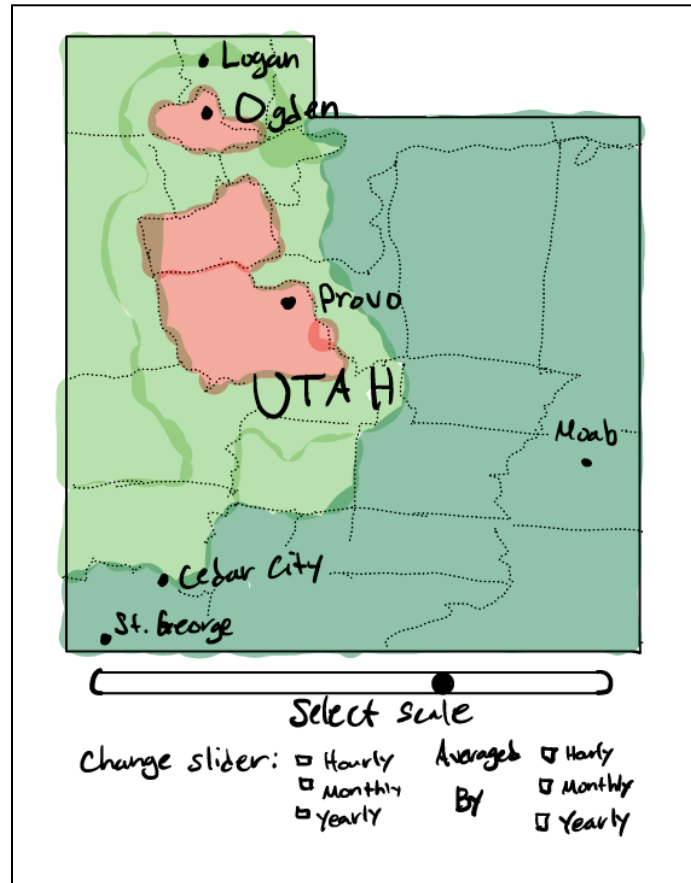 Logan
Ogden
Provo
UTAH
Moab
Cedar City
St. George
Select scale
Change slider:
Hourly
Monthly
Yearly
Averaged
By
Horly
Monthly
Yearly